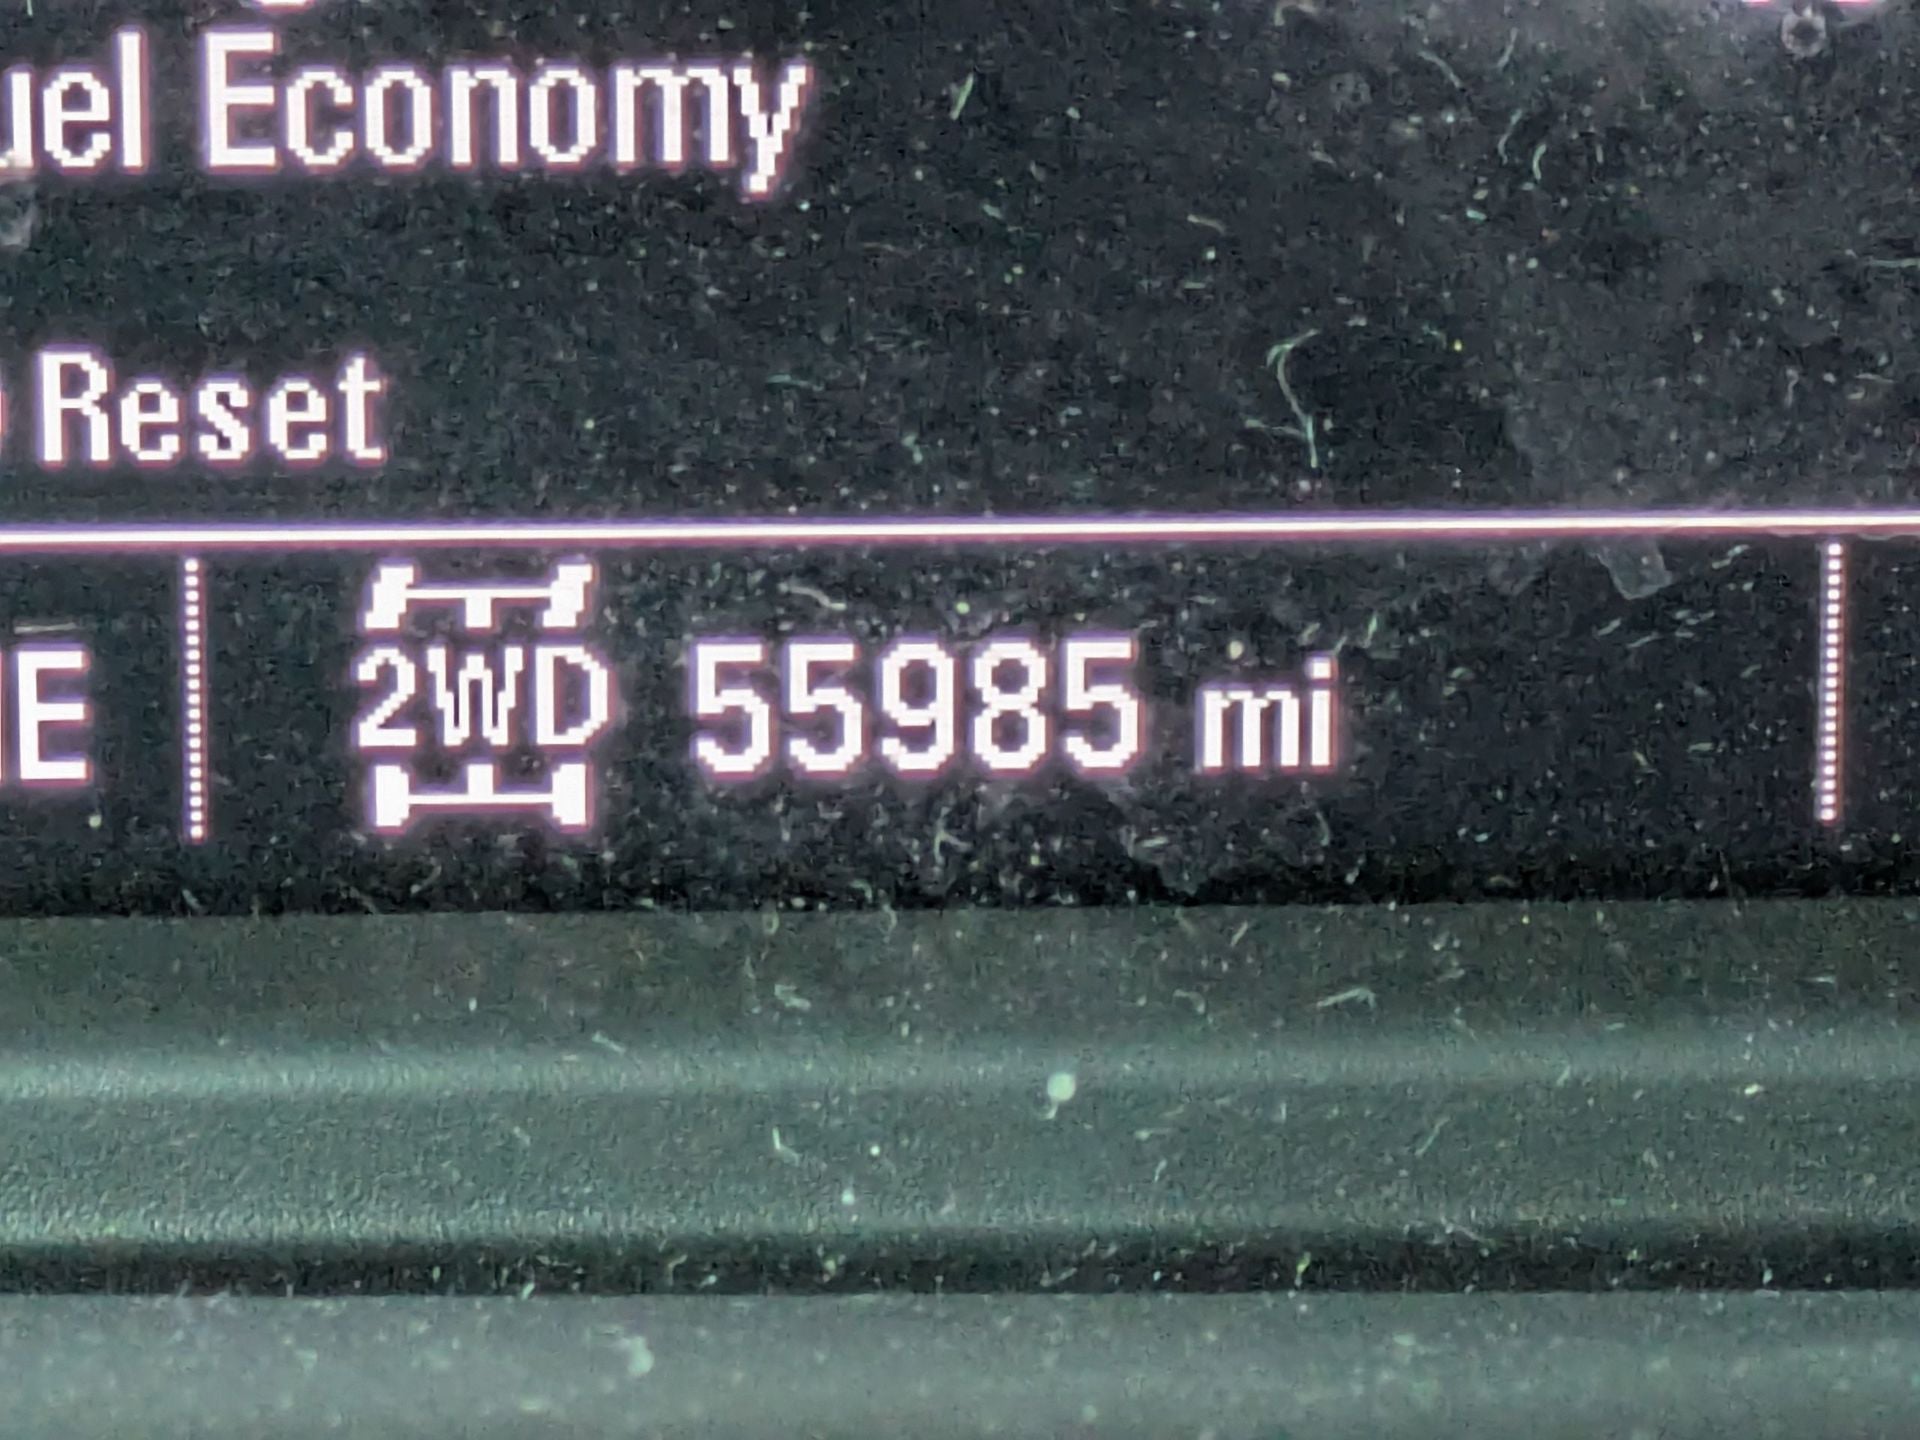 uel Economy
Reset
E
2WD 55985 mi